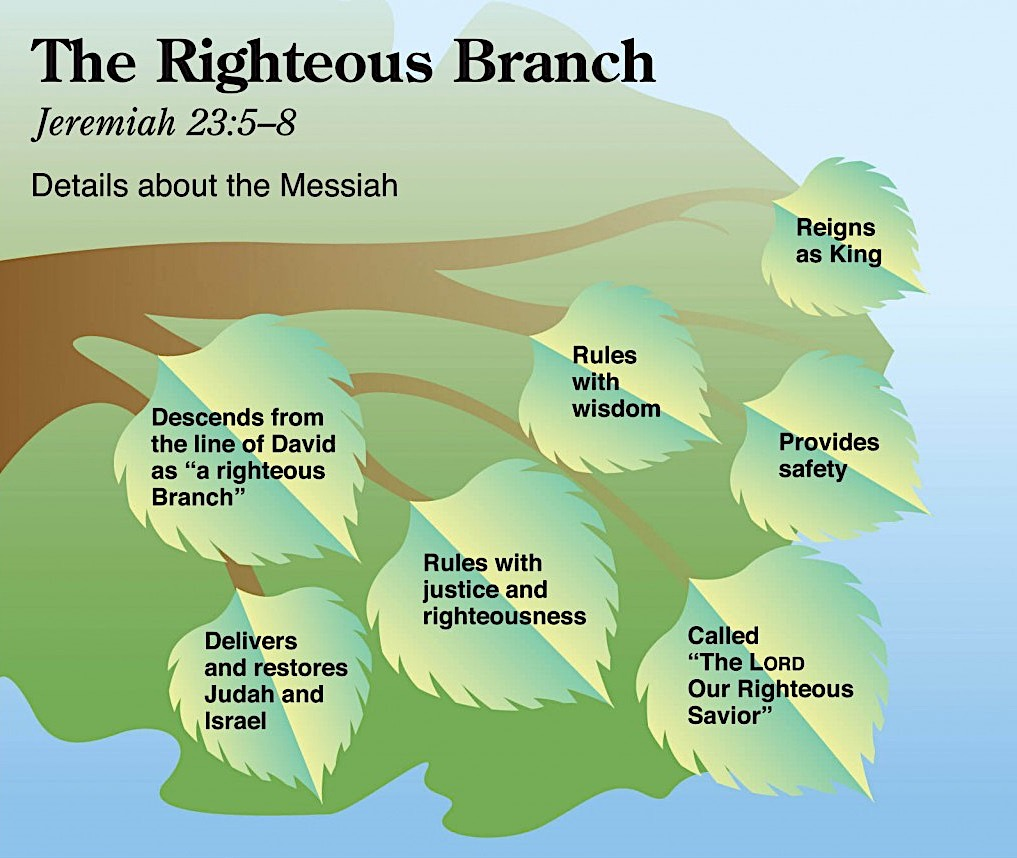 The Righteous Branch
Jeremiah 23:5–8
Details about the Messiah
Reigns
as King
Rules
with
wisdom
Provides
safety
Descends from
the line of David
as “a righteous
Branch”
Rules with
justice and
righteousness
Delivers
and restores
Judah and
Israel
Called
“The LORD
Our Righteous
Savior”